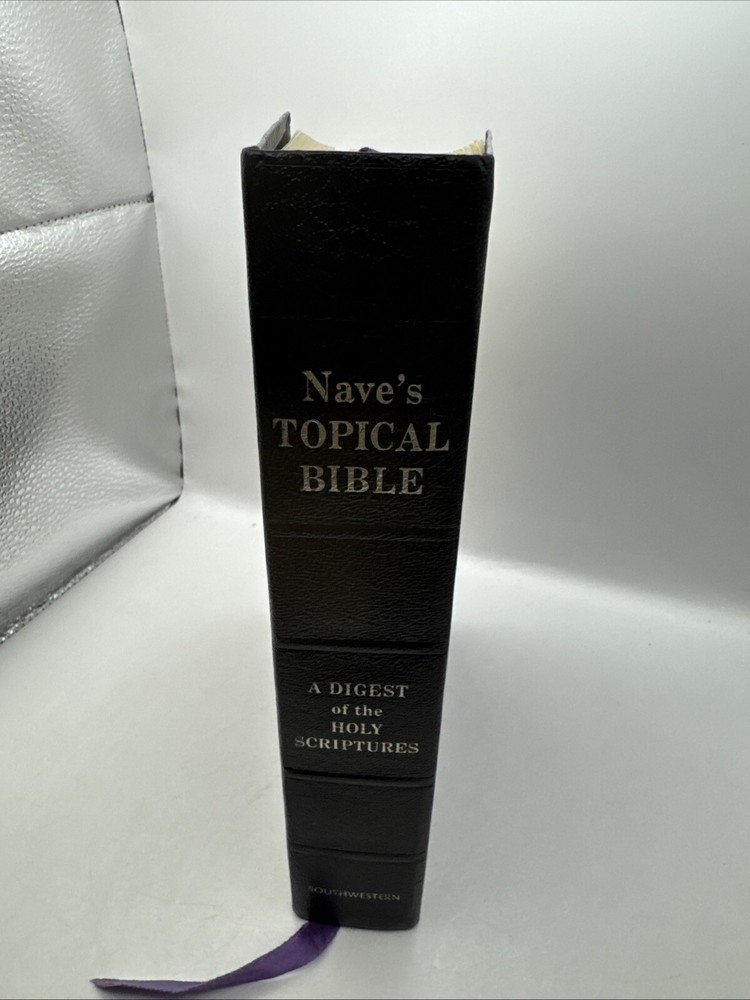 Nave's
TOPICAL
BIBLE
A DIGEST
of the
HOLY
SCRIPTURES
SOUTHWESTERN